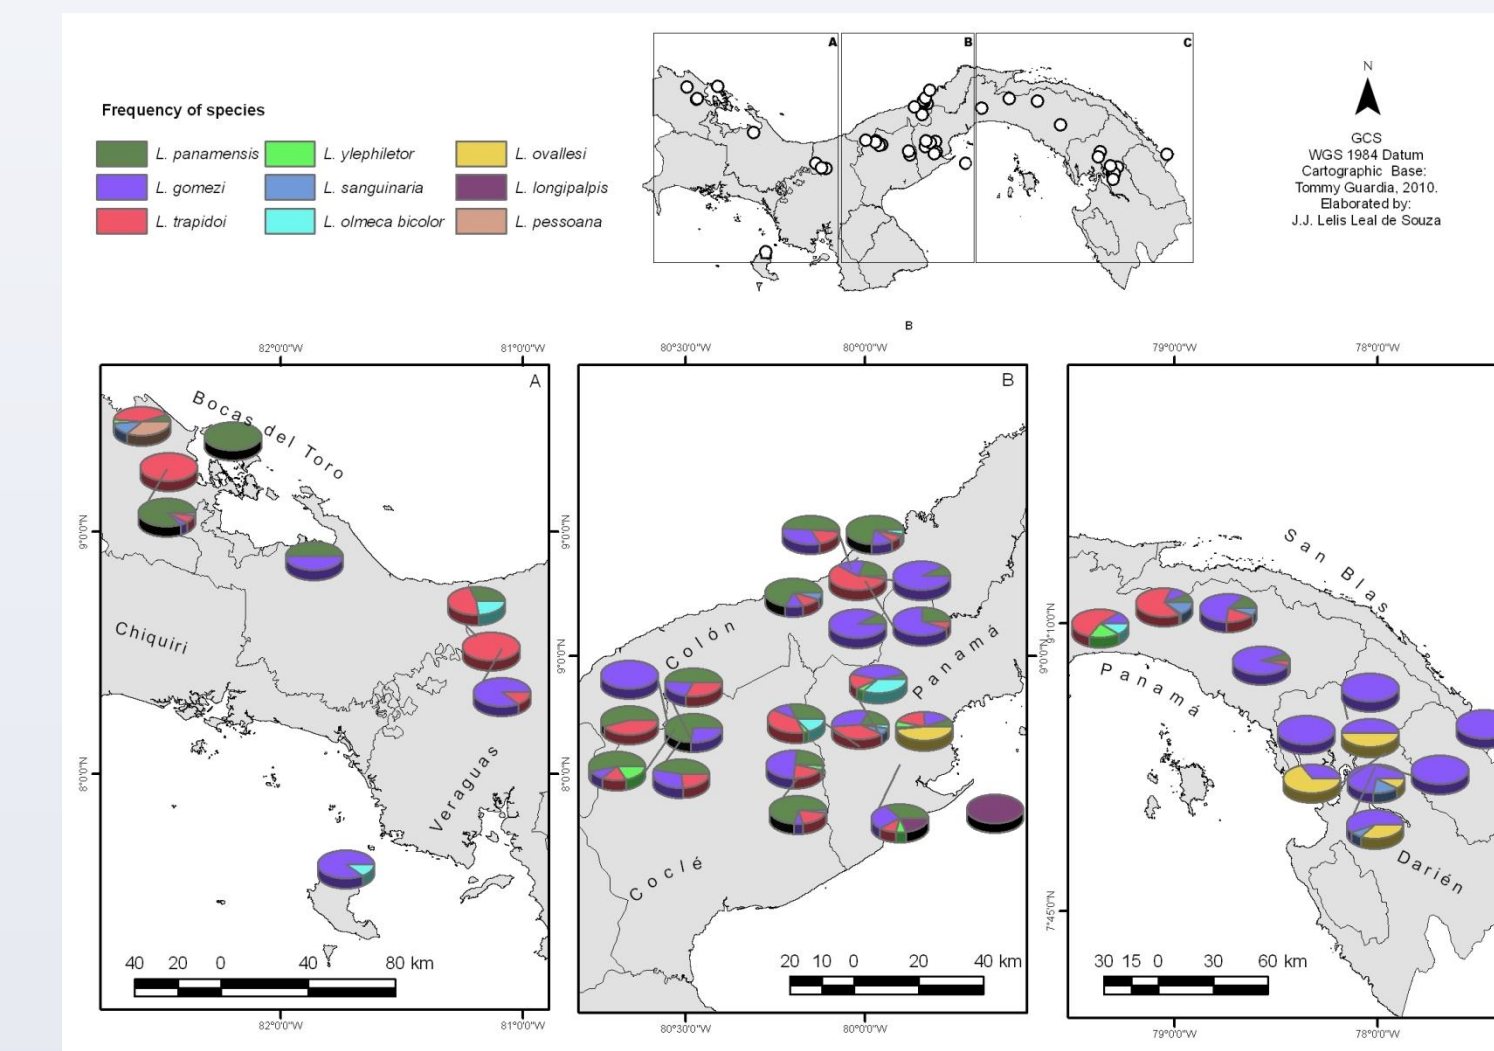 A
B
C
N
GCS
WGS 1984 Datum
Cartographic Base:
Tommy Guardia, 2010.
Elaborated by:
J.J. Lelis Leal de Souza
Frequency of species
L. panamensis
L. ylephiletor
L. ovallesi
L. gomezi
L. sanguinaria
L. longipalpis
L. trapidoi
L. olmeca bicolor
L. pessoana
B
82°0'0"W
81°0'0"W
80°30'0"W
80°0'0"W
79°0'0"W
78°0'0"W
A
Bocas del Toro
9°0'0"N
9°0'0"N
Chiquiri
8°0'0"N
8°0'0"N
Veraguas
40 20 0 40 80 km
82°0'0"W
81°0'0"W
B
Colón
Panamá
9°0'0"N
Coclé
20 10 0 20 40 km
80°30'0"W
80°0'0"W
San Blas
9°10'0"N
Panamá
Darién
7°45'0"N
30 15 0 30 60 km
79°0'0"W
78°0'0"W